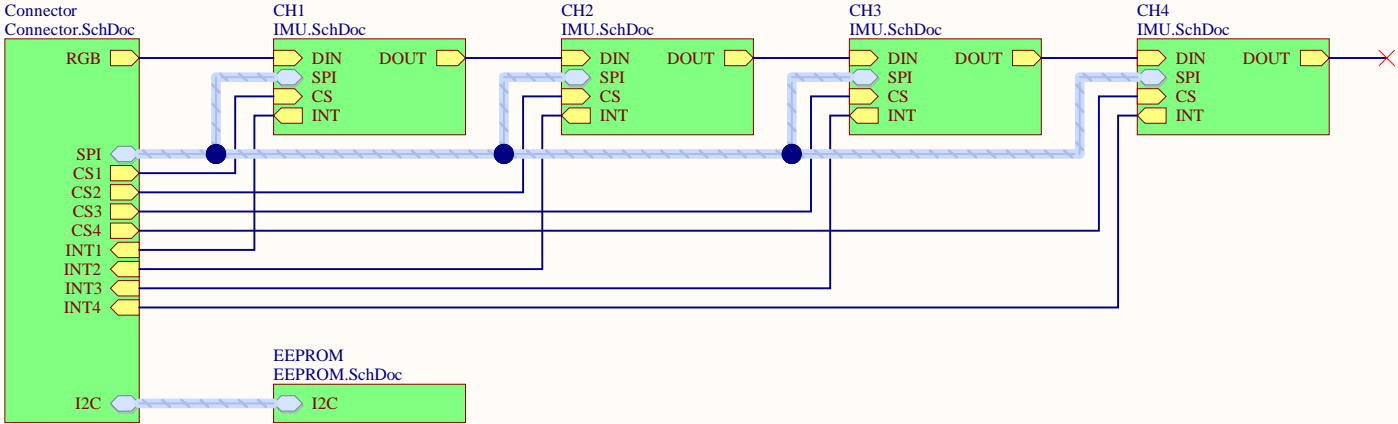 Connector
Connector.SchDoc
RGB
SPI
CS1
CS2
CS3
CS4
INT1
INT2
INT3
INT4
I2C
CH1
IMU.SchDoc
DIN
DOUT
SPI
CS
INT
CH2
IMU.SchDoc
DIN
DOUT
SPI
CS
INT
CH3
IMU.SchDoc
DIN
DOUT
SPI
CS
INT
CH4
IMU.SchDoc
DIN
DOUT
SPI
CS
INT
EEPROM
EEPROM.SchDoc
I2C